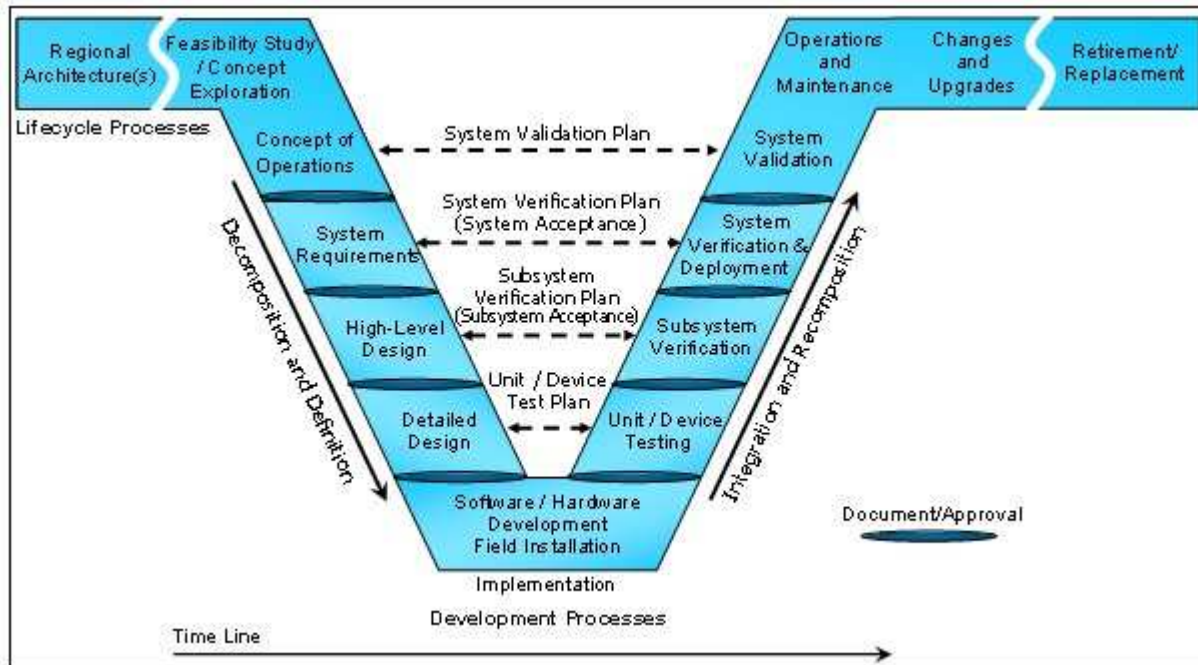 Regional
Architecture(s)
Feasibility Study
/ Concept
Exploration
Operations
and
Maintenance
Changes
and
Upgrades
Retirement/
Replacement
Lifecycle Processes
Concept of
Operations
System Validation Plan
System
Validation
System
Requirements
System Verification Plan
(System Acceptance)
System
Verification &
Deployment
High-Level
Design
Subsystem
Verification Plan
(Subsystem Acceptance)
Subsystem
Verification
Detailed
Design
Unit / Device
Test Plan
Unit / Device
Testing
Decomposition and Definition
Integration and Recomposition
Software / Hardware
Development
Field Installation
Document/Approval
Implementation
Development Processes
Time Line